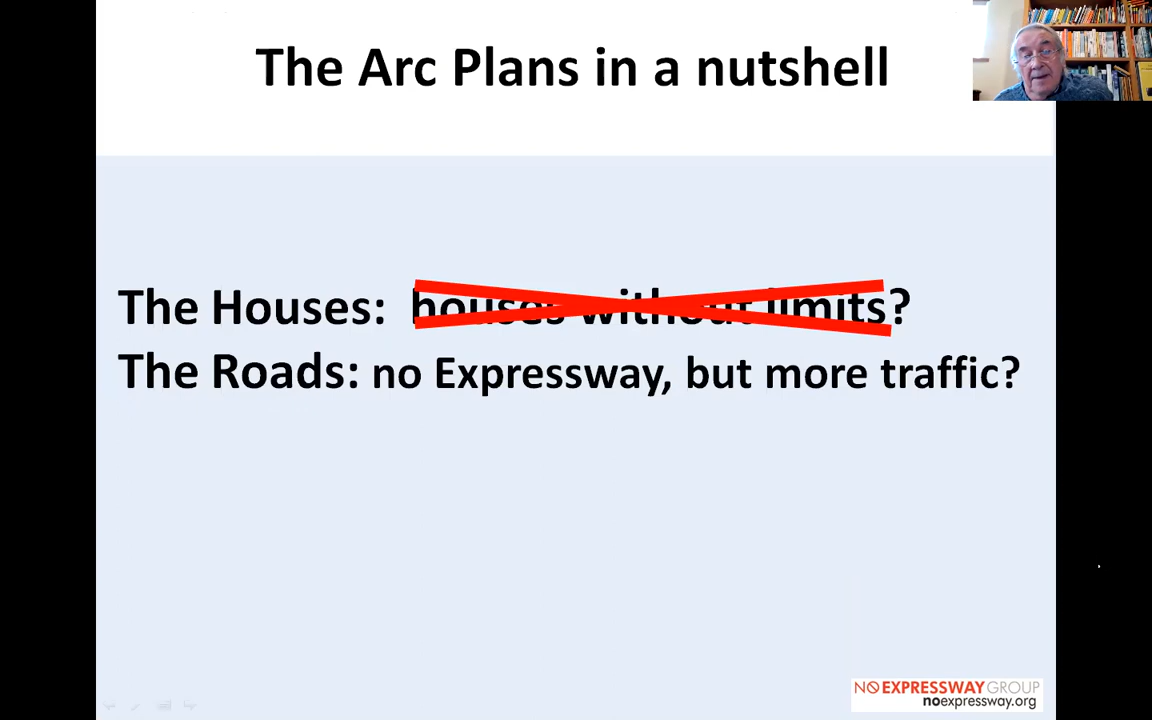 The Arc Plans in a nutshell
The Houses: houses without limits?
The Roads: no Expressway, but more traffic?
NO EXPRESSWAY GROUP
noexpressway.org